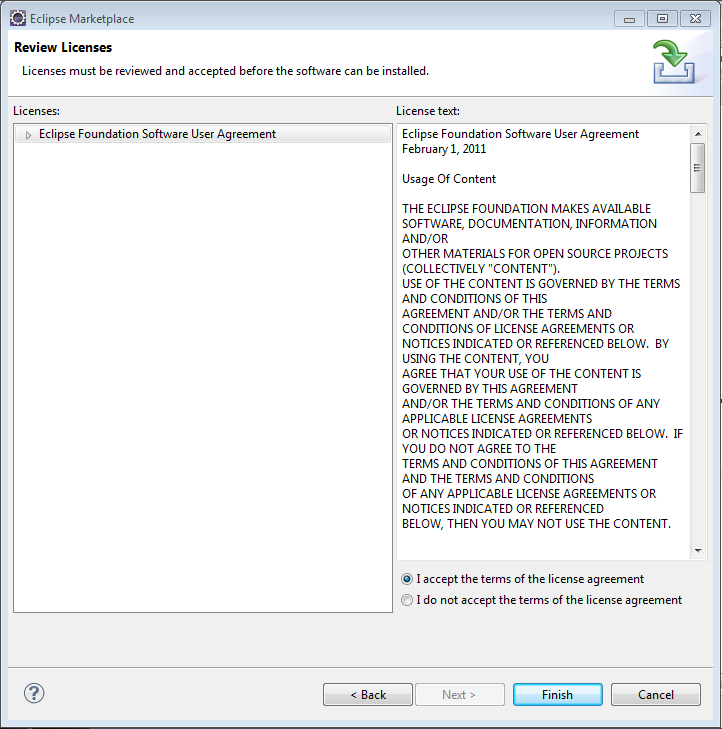 Eclipse Marketplace
Review Licenses
Licenses must be reviewed and accepted before the software can be installed.
Licenses:
Eclipse Foundation Software User Agreement
License text:
Eclipse Foundation Software User Agreement
February 1, 2011
Usage Of Content
THE ECLIPSE FOUNDATION MAKES AVAILABLE
SOFTWARE, DOCUMENTATION, INFORMATION
AND/OR
OTHER MATERIALS FOR OPEN SOURCE PROJECTS
(COLLECTIVELY "CONTENT").
USE OF THE CONTENT IS GOVERNED BY THE TERMS
AND CONDITIONS OF THIS
AGREEMENT AND/OR THE TERMS AND
CONDITIONS OF LICENSE AGREEMENTS OR
NOTICES INDICATED OR REFERENCED BELOW.  BY
USING THE CONTENT, YOU
AGREE THAT YOUR USE OF THE CONTENT IS
GOVERNED BY THIS AGREEMENT
AND/OR THE TERMS AND CONDITIONS OF ANY
APPLICABLE LICENSE AGREEMENTS
OR NOTICES INDICATED OR REFERENCED BELOW.  IF
YOU DO NOT AGREE TO THE
TERMS AND CONDITIONS OF THIS AGREEMENT
AND THE TERMS AND CONDITIONS
OF ANY APPLICABLE LICENSE AGREEMENTS OR
NOTICES INDICATED OR REFERENCED
BELOW, THEN YOU MAY NOT USE THE CONTENT.
I accept the terms of the license agreement
I do not accept the terms of the license agreement
?
< Back
Next >
Finish
Cancel